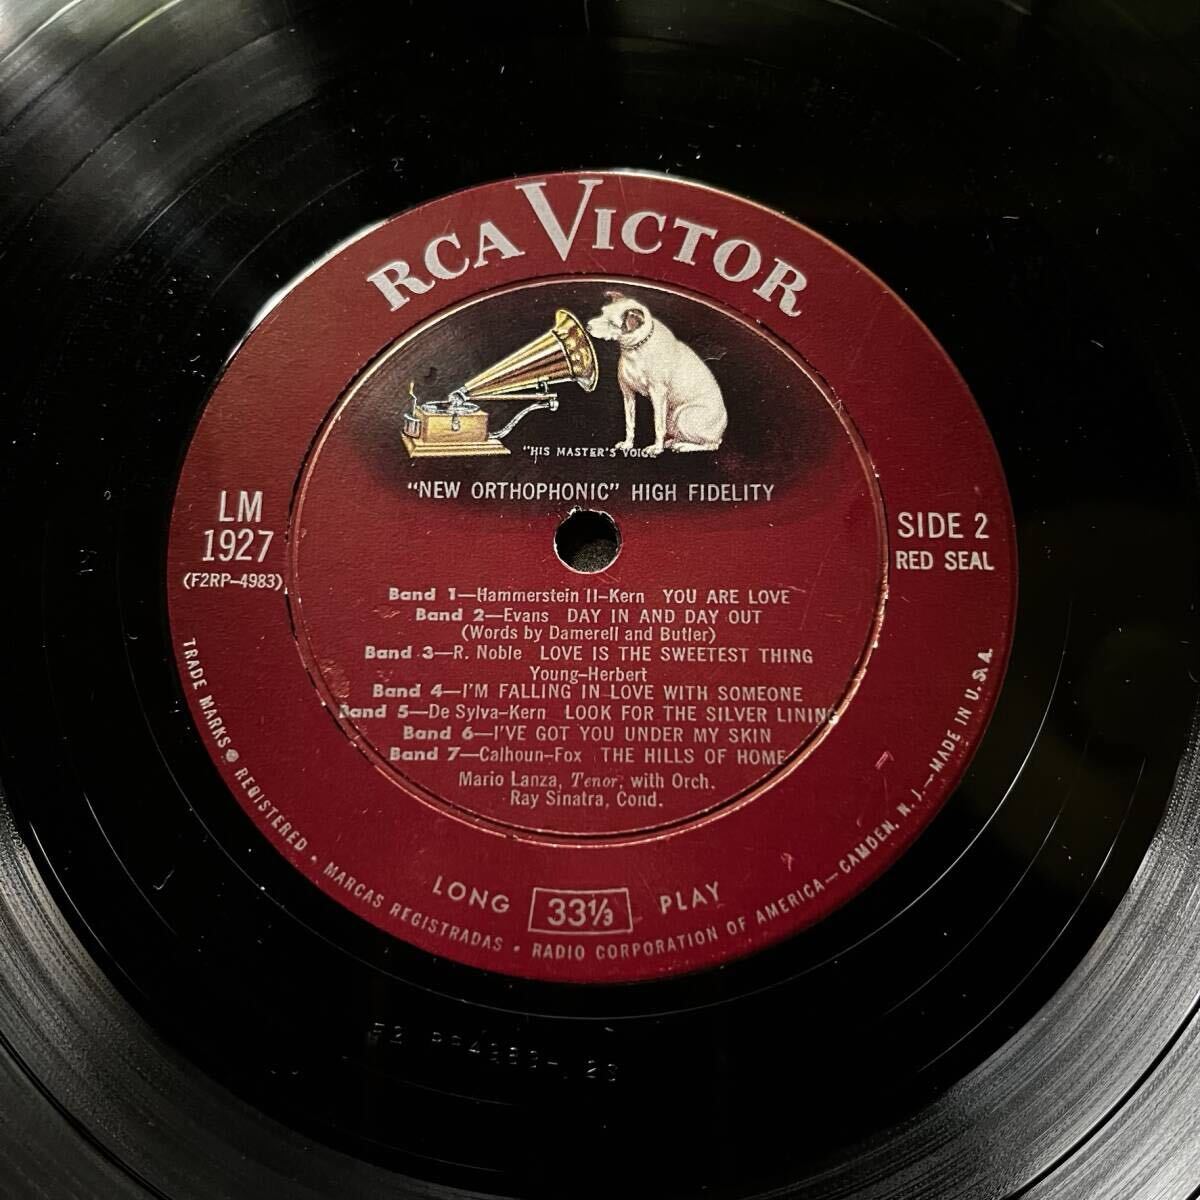 RCA VICTOR
"HIS MASTER'S VOICE
"NEW ORTHOPHONIC" HIGH FIDELITY
LM
1927
(F2RP-4983)
SIDE 2
RED SEAL
Band 1—Hammerstein II-Kern YOU ARE LOVE
Band 2—Evans DAY IN AND DAY OUT
(Words by Damerell and Butler)
Band 3—R. Noble LOVE IS THE SWEETEST THING
Young-Herbert
Band 4—I'M FALLING IN LOVE WITH SOMEONE
Band 5—De Sylva-Kern LOOK FOR THE SILVER LINING
Band 6—I'VE GOT YOU UNDER MY SKIN
Band 7—Calhoun-Fox THE HILLS OF HOME
Mario Lanza, Tenor, with Orch.
Ray Sinatra, Cond.
LONG 33⅓ PLAY
TRADE MARKS ® REGISTERED • MARCAS REGISTRADAS • RADIO CORPORATION OF AMERICA—CAMDEN, N. J.—MADE IN U.S.A.